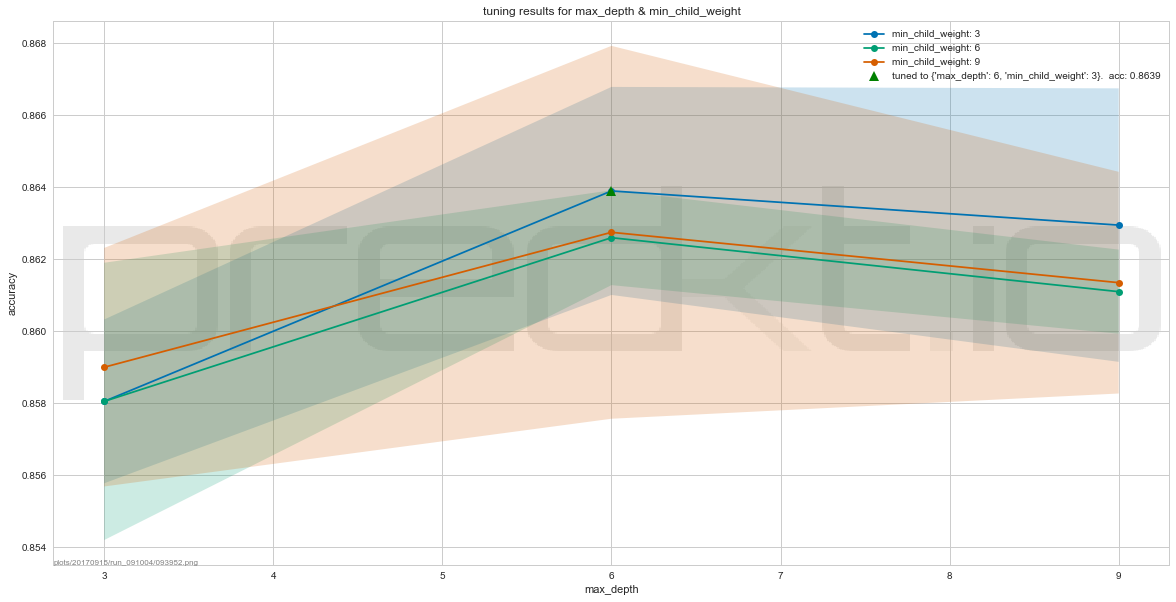 tuning results for max_depth & min_child_weight
min_child_weight: 3
min_child_weight: 6
min_child_weight: 9
tuned to {'max_depth': 6, 'min_child_weight': 3}.  acc: 0.8639
0.868
0.866
0.864
0.862
0.860
0.858
0.856
0.854
accuracy
predktio
plots/20170915/run_091004/093952.png
3 4 5 6 7 8 9
max_depth